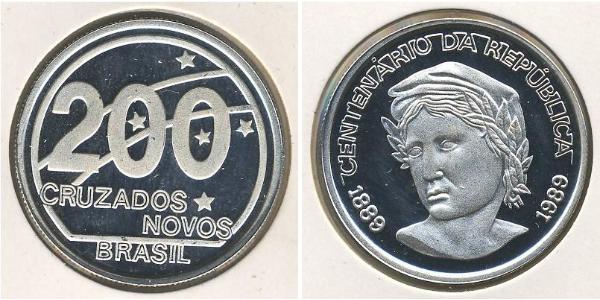 200
CRUZADOS
NOVOS
BRASIL
CENTENÁRIO DA REPÚBLICA
1889
1989